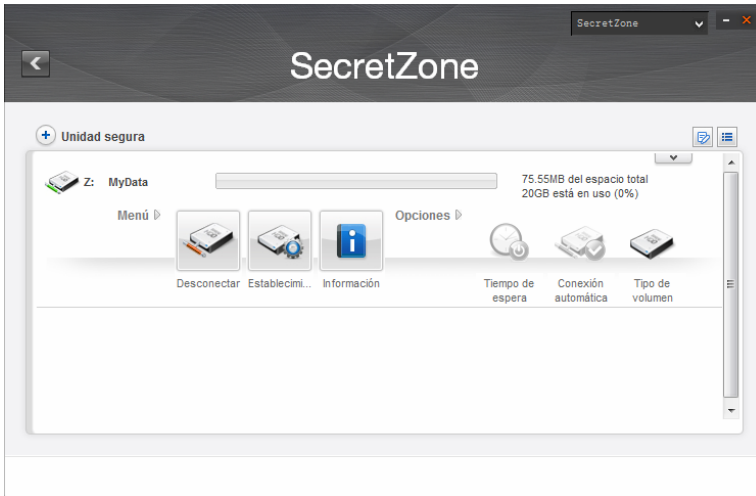 SecretZone
SecretZone
Unidad segura
Z: MyData
75.55MB del espacio total
20GB está en uso (0%)
Menú
Opciones
Desconectar
Establecimi...
Información
Tiempo de espera
Conexión automática
Tipo de volumen